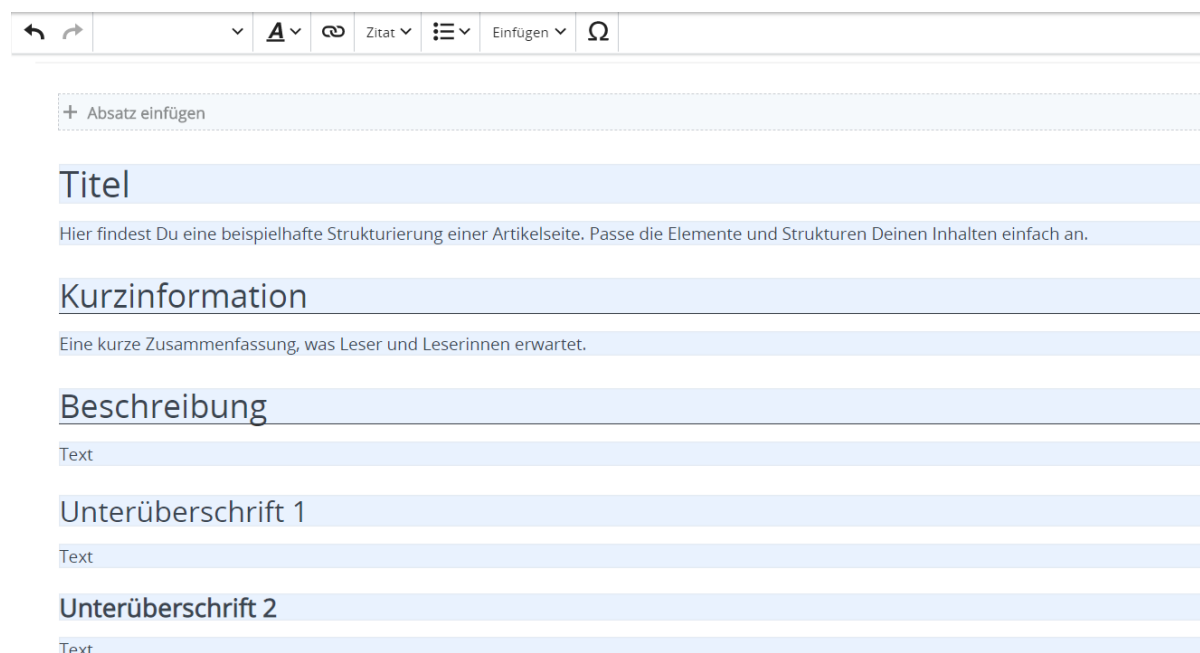 A Zitat Einfügen Ω
+ Absatz einfügen
Titel
Hier findest Du eine beispielhafte Strukturierung einer Artikelseite. Passe die Elemente und Strukturen Deinen Inhalten einfach an.
Kurzinformation
Eine kurze Zusammenfassung, was Leser und Leserinnen erwartet.
Beschreibung
Text
Unterüberschrift 1
Text
Unterüberschrift 2
Text